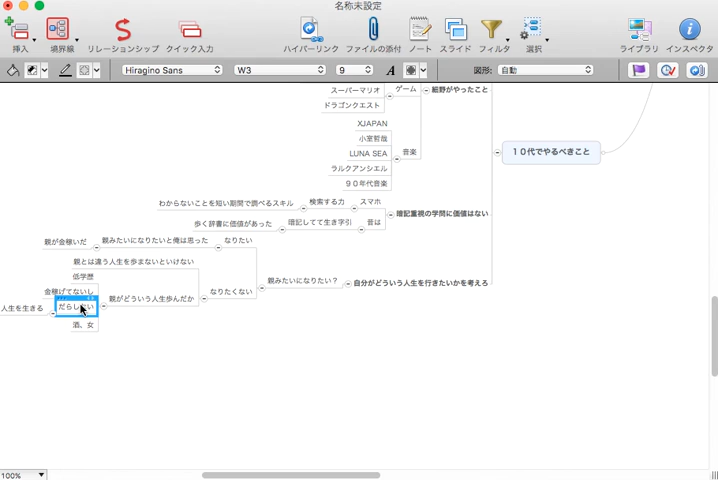 名称未設定
挿入
境界線
リレーションシップ
クイック入力
ハイパーリンク
ファイルの添付
ノート
スライド
フィルタ
選択
ライブラリ
インスペクタ
Hiragino Sans
W3
9
A
図形:
自動
スーパーマリオ
ゲーム
細野がやったこと
ドラゴンクエスト
XJAPAN
小室哲哉
LUNA SEA
音楽
ラルクアンシエル
９０年代音楽
１０代でやるべきこと
わからないことを短い期間で調べるスキル
検索する力
スマホ
暗記重視の学問に価値はない
歩く辞書に価値があった
暗記してて生き字引
昔は
親が会稼いだ
親みたいになりたいと俺は思った
なりたい
親とは違う人生を歩まないといけない
低学歴
親みたいになりたい？
自分がどういう人生を行きたいかを考えろ
会稼げてないし
親がどういう人生歩んだか
なりたくない
人生を生きる
だらしない
酒、女
100%